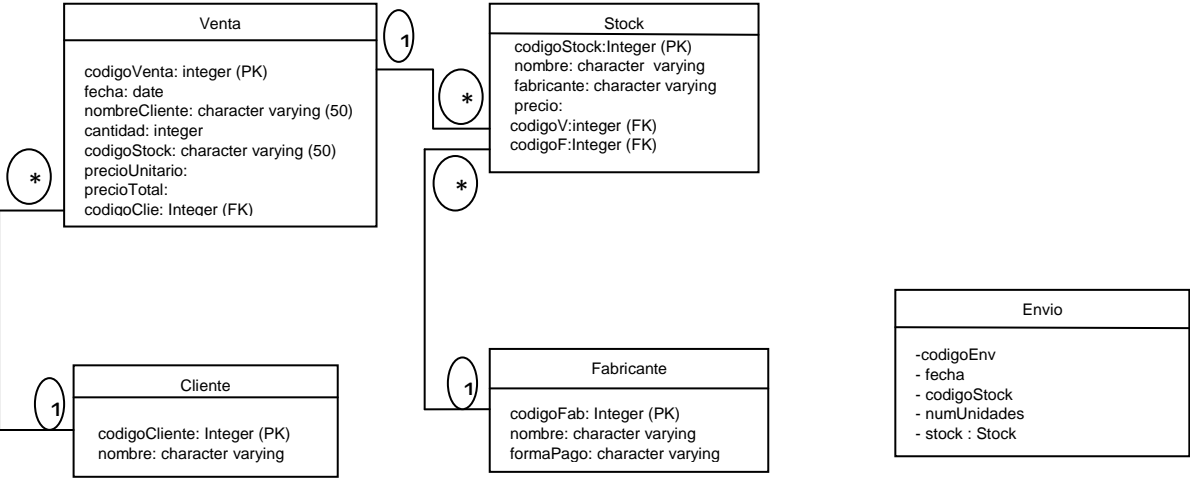 Venta
codigoVenta: integer (PK)
fecha: date
nombreCliente: character varying (50)
cantidad: integer
codigoStock: character varying (50)
precioUnitario:
precioTotal:
codigoClie: Integer (FK)
1
*
*
Stock
codigoStock:Integer (PK)
nombre: character varying
fabricante: character varying
precio:
codigoV:integer (FK)
codigoF:Integer (FK)
*
1
Cliente
codigoCliente: Integer (PK)
nombre: character varying
1
Fabricante
codigoFab: Integer (PK)
nombre: character varying
formaPago: character varying
Envio
-codigoEnv
- fecha
- codigoStock
- numUnidades
- stock : Stock